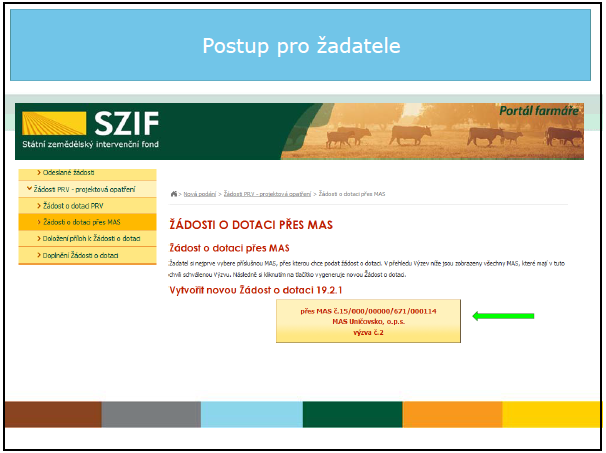 Postup pro žadatele
SZIF
Státní zemědělský intervenční fond
Portál farmáře
Odeslané žádosti
Žádosti PRV - projektová opatření
Žádost o dotaci PRV
Žádosti o dotaci přes MAS
Doložení příloh k Žádosti o dotaci
Doplnění Žádosti o dotaci
> Nová podání > Žádosti PRV - projektová opatření > Žádosti o dotaci přes MAS
ŽÁDOSTI O DOTACI PŘES MAS
Žádost o dotaci přes MAS
Žadatel si nejprve vybere příslušnou MAS, přes kterou chce podat žádost o dotaci. V přehledu Výzev níže jsou zobrazeny všechny MAS, které mají v tuto
chvíli schválenou Výzvu. Následně si kliknutím na tlačítko vygeneruje novou Žádost o dotaci.
Vytvořit novou Žádost o dotaci 19.2.1
přes MAS č.15/000/00000/671/000114
MAS Uničovsko, o.p.s.
výzva č.2